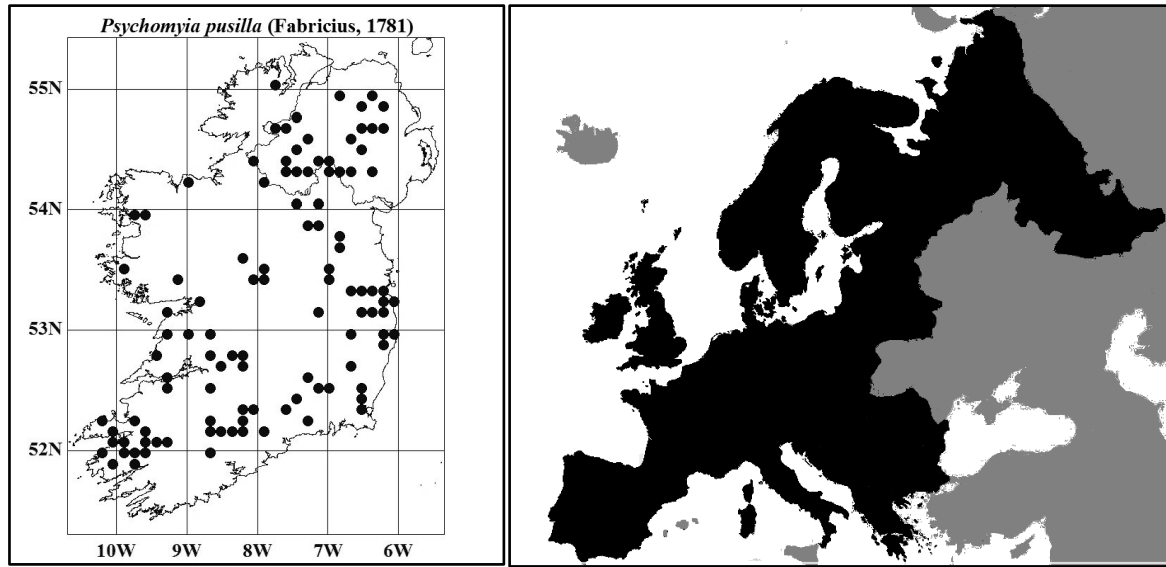 Psychomyia pusilla (Fabricius, 1781)
55N
54N
53N
52N
10W 9W 8W 7W 6W